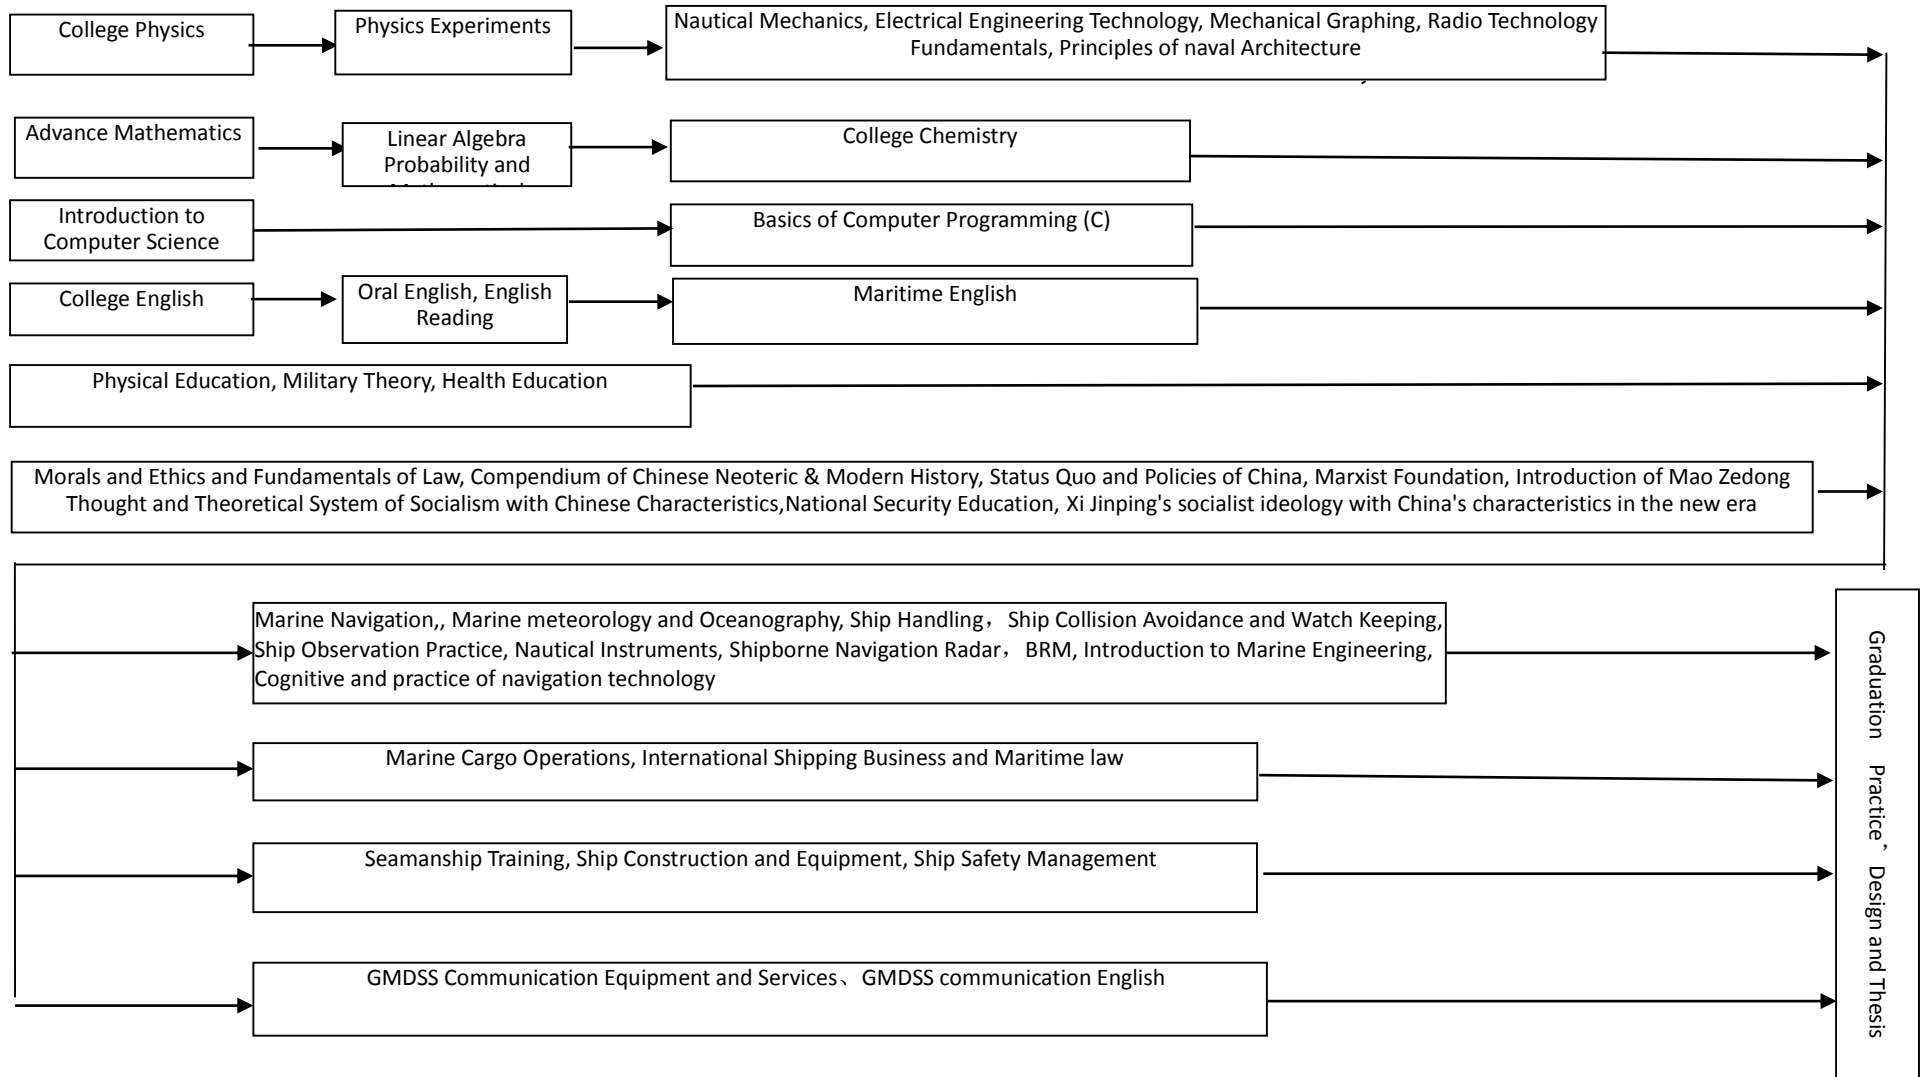 College Physics
Physics Experiments
Nautical Mechanics, Electrical Engineering Technology, Mechanical Graphing, Radio Technology
Fundamentals, Principles of naval Architecture
Advance Mathematics
Linear Algebra
Probability and
College Chemistry
Introduction to
Computer Science
Basics of Computer Programming (C)
College English
Oral English, English
Reading
Maritime English
Physical Education, Military Theory, Health Education
Morals and Ethics and Fundamentals of Law, Compendium of Chinese Neoteric & Modern History, Status Quo and Policies of China, Marxist Foundation, Introduction of Mao Zedong
Thought and Theoretical System of Socialism with Chinese Characteristics,National Security Education, Xi Jinping's socialist ideology with China's characteristics in the new era
Marine Navigation,, Marine meteorology and Oceanography, Ship Handling，Ship Collision Avoidance and Watch Keeping,
Ship Observation Practice, Nautical Instruments, Shipborne Navigation Radar，BRM, Introduction to Marine Engineering,
Cognitive and practice of navigation technology
Marine Cargo Operations, International Shipping Business and Maritime law
Seamanship Training, Ship Construction and Equipment, Ship Safety Management
GMDSS Communication Equipment and Services、GMDSS communication English
Graduation Practice，Design and Thesis